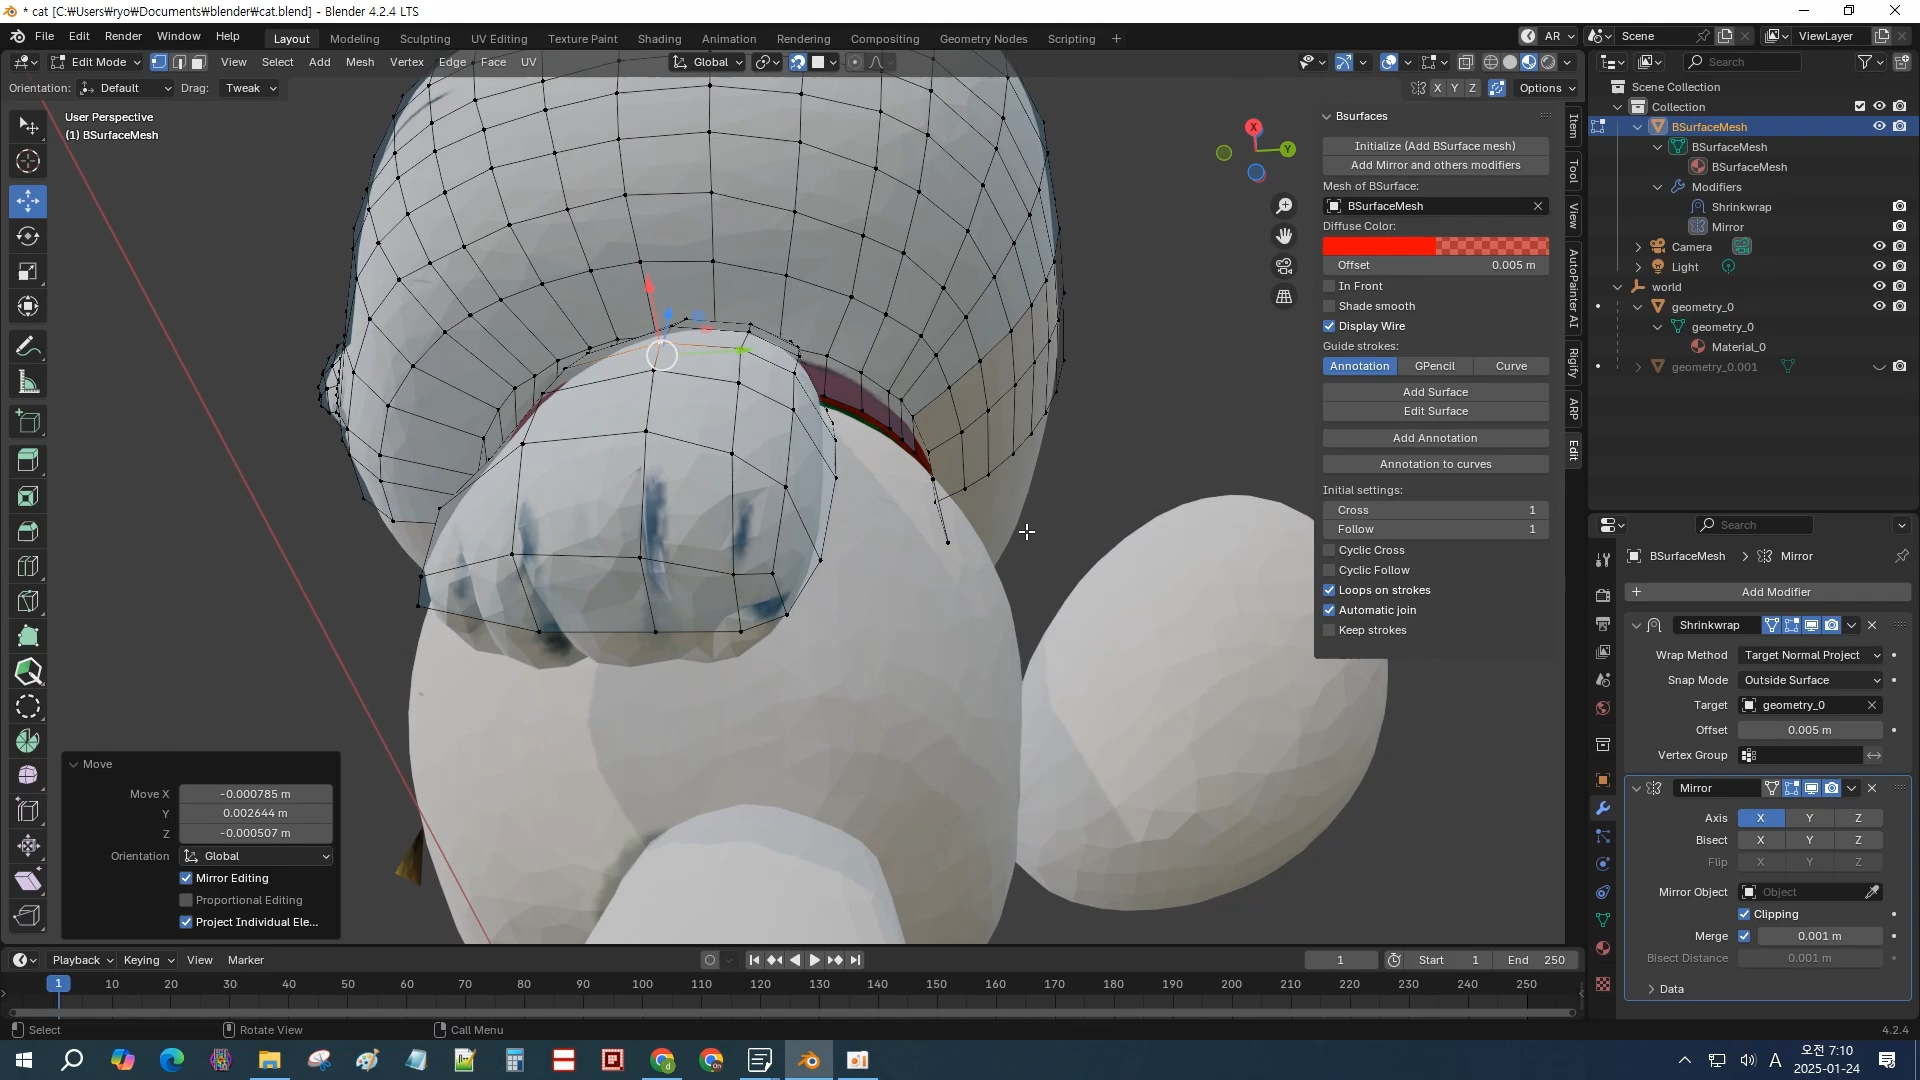 * cat [C:₩Users₩ryo₩Documents₩blender₩cat.blend] - Blender 4.2.4 LTS
File Edit Render Window Help Layout Modeling Sculpting UV Editing Texture Paint Shading Animation Rendering Compositing Geometry Nodes Scripting + AR Scene ViewLayer
Edit Mode View Select Add Mesh Vertex Edge Face UV Global
Orientation: Default Drag: Tweak X Y Z Options
User Perspective
(1) BSurfaceMesh
X
Y
Bsurfaces
Initialize (Add BSurface mesh)
Add Mirror and others modifiers
Mesh of BSurface:
BSurfaceMesh
Diffuse Color:
Offset 0.005 m
In Front
Shade smooth
Display Wire
Guide strokes:
Annotation GPencil Curve
Add Surface
Edit Surface
Add Annotation
Annotation to curves
Initial settings:
Cross 1
Follow 1
Cyclic Cross
Cyclic Follow
Loops on strokes
Automatic join
Keep strokes
Item
Tool
View
AutoPainter AI
Rigify
ARP
Edit
Search
Scene Collection
Collection
BSurfaceMesh
BSurfaceMesh
BSurfaceMesh
Modifiers
Shrinkwrap
Mirror
Camera
Light
world
geometry_0
geometry_0
Material_0
geometry_0.001
Search
BSurfaceMesh > Mirror
+ Add Modifier
Shrinkwrap
Wrap Method Target Normal Project
Snap Mode Outside Surface
Target geometry_0
Offset 0.005 m
Vertex Group
Mirror
Axis X Y Z
Bisect X Y Z
Flip X Y Z
Mirror Object Object
Clipping
Merge 0.001 m
Bisect Distance 0.001 m
Data
Move
Move X -0.000785 m
Y 0.002644 m
Z -0.000507 m
Orientation Global
Mirror Editing
Proportional Editing
Project Individual Ele...
Playback Keying View Marker 1 Start 1 End 250
1 10 20 30 40 50 60 70 80 90 100 110 120 130 140 150 160 170 180 190 200 210 220 230 240 250
Select Rotate View Call Menu 4.2.4
A 오전 7:10
2025-01-24